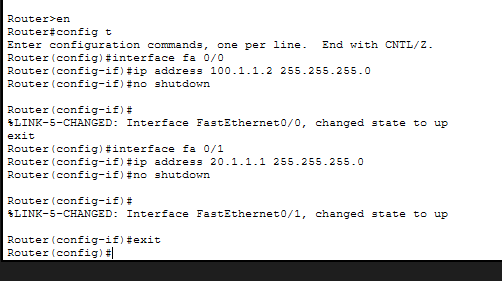 Router>en
Router#config t
Enter configuration commands, one per line.  End with CNTL/Z.
Router(config)#interface fa 0/0
Router(config-if)#ip address 100.1.1.2 255.255.255.0
Router(config-if)#no shutdown
Router(config-if)#
%LINK-5-CHANGED: Interface FastEthernet0/0, changed state to up
exit
Router(config)#interface fa 0/1
Router(config-if)#ip address 20.1.1.1 255.255.255.0
Router(config-if)#no shutdown
Router(config-if)#
%LINK-5-CHANGED: Interface FastEthernet0/1, changed state to up
Router(config-if)#exit
Router(config)#